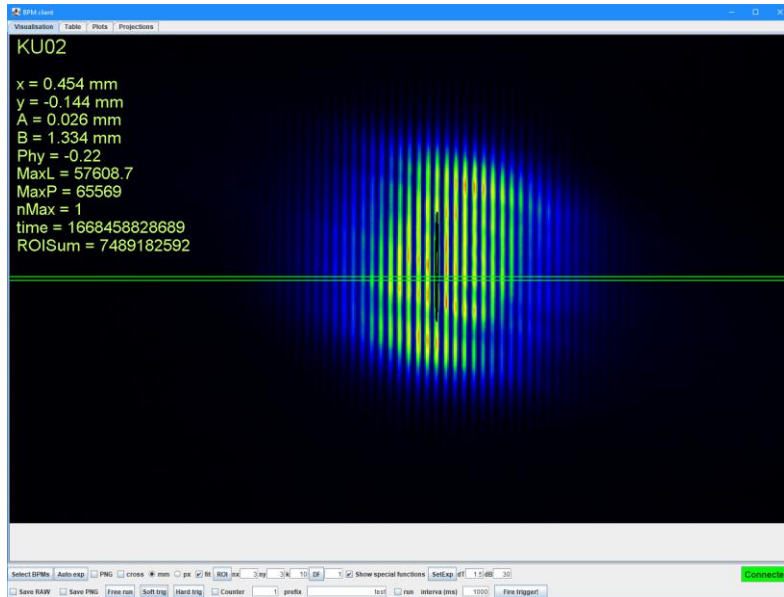 BPM client
Visualisation Table Plots Projections
KU02
x = 0.454 mm
y = -0.144 mm
A = 0.026 mm
B = 1.334 mm
Phy = -0.22
MaxL = 57608.7
MaxP = 65569
nMax = 1
time = 1668458828689
ROISum = 7489182592
Select BPMs Auto exp PNG cross mm px fit ROI nx 3 ny 3 k 10 DF 1 Show special functions SetExp dT 1.5 dB 30 Connecte
Save RAW Save PNG Free run Soft trig Hard trig Counter 1 prefix test run interva (ms) 1000 Fire trigger!